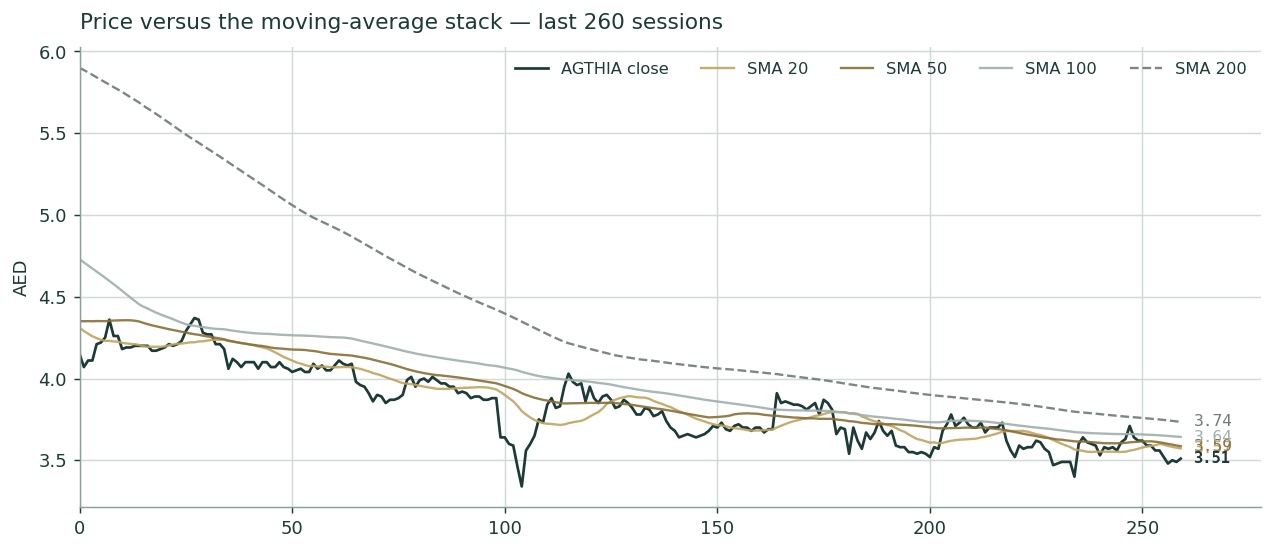 Price versus the moving-average stack — last 260 sessions
AGTHIA close
SMA 20
SMA 50
SMA 100
SMA 200
AED
6.0
5.5
5.0
4.5
4.0
3.5
3.74
3.64
3.59
3.51
0
50
100
150
200
250